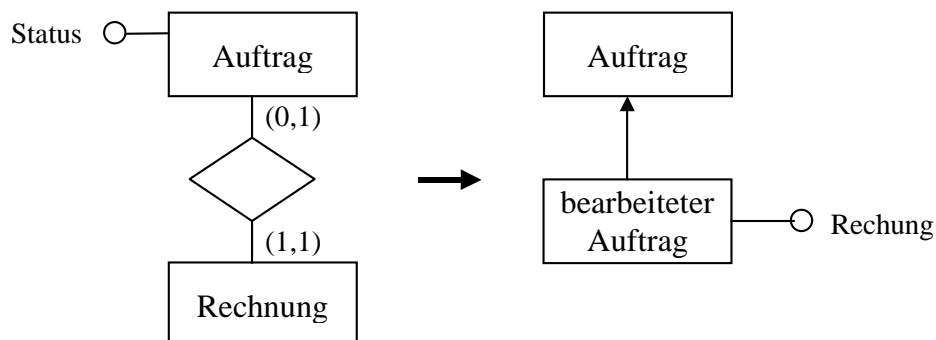 Status
Auftrag
(0,1)
(1,1)
Rechnung
Auftrag
bearbeiteter
Auftrag
Rechung